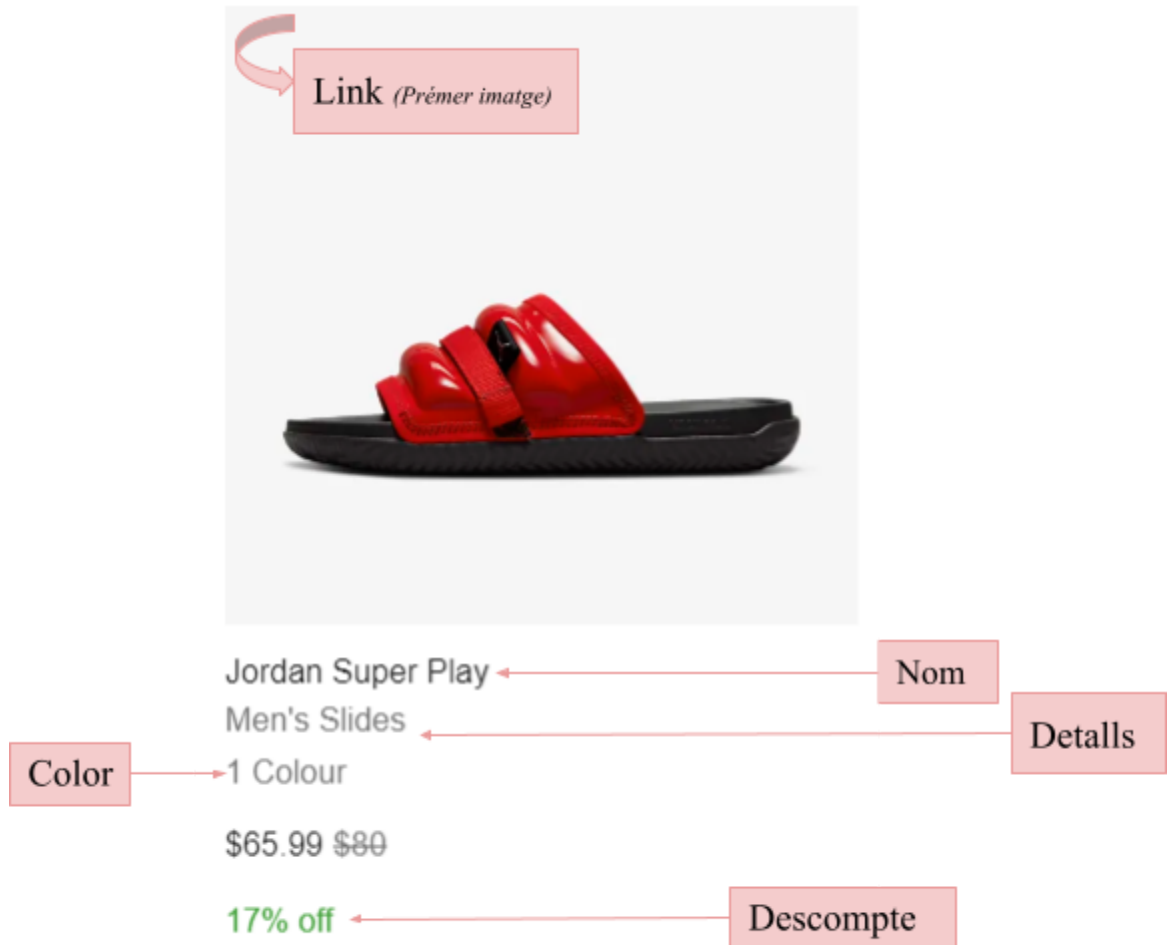 Link (Prémer imatge)
Jordan Super Play
Nom
Men's Slides
Detalls
Color
1 Colour
$65.99 $80
17% off
Descompte